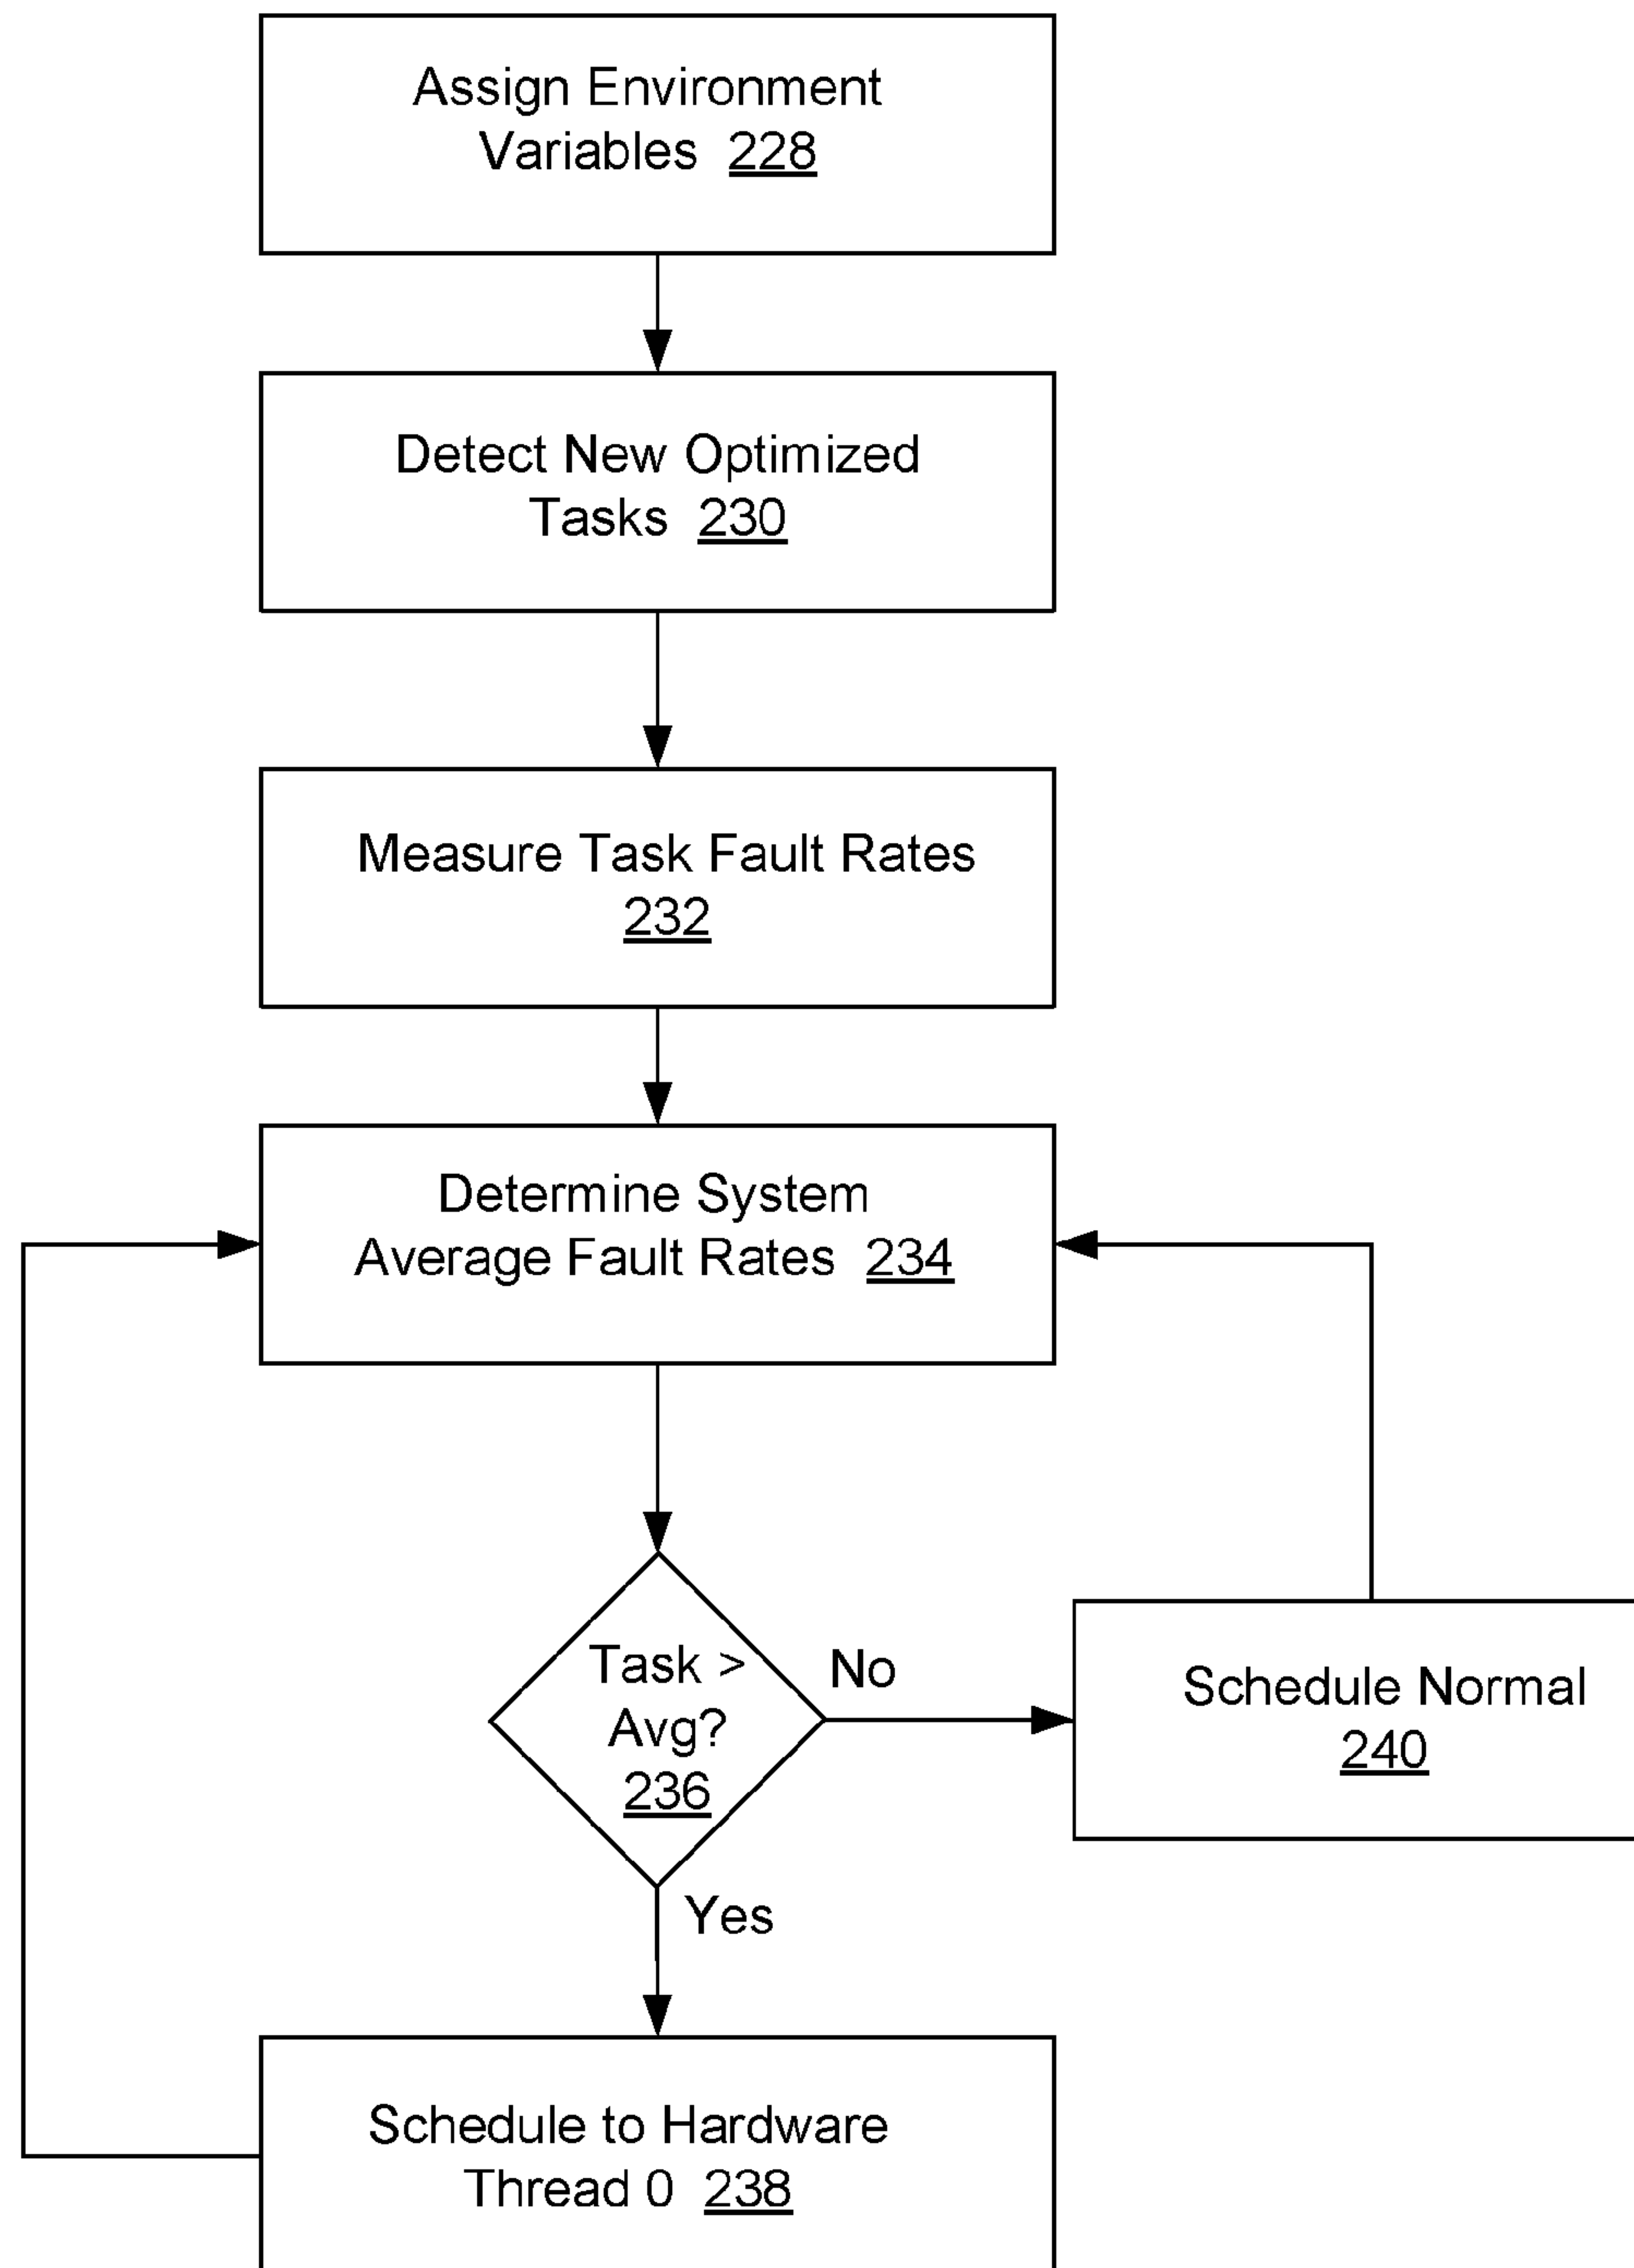 Assign Environment
Variables 228
Detect New Optimized
Tasks 230
Measure Task Fault Rates
232
Determine System
Average Fault Rates 234
Task >
Avg?
236
No
Schedule Normal
240
Yes
Schedule to Hardware
Thread 0 238